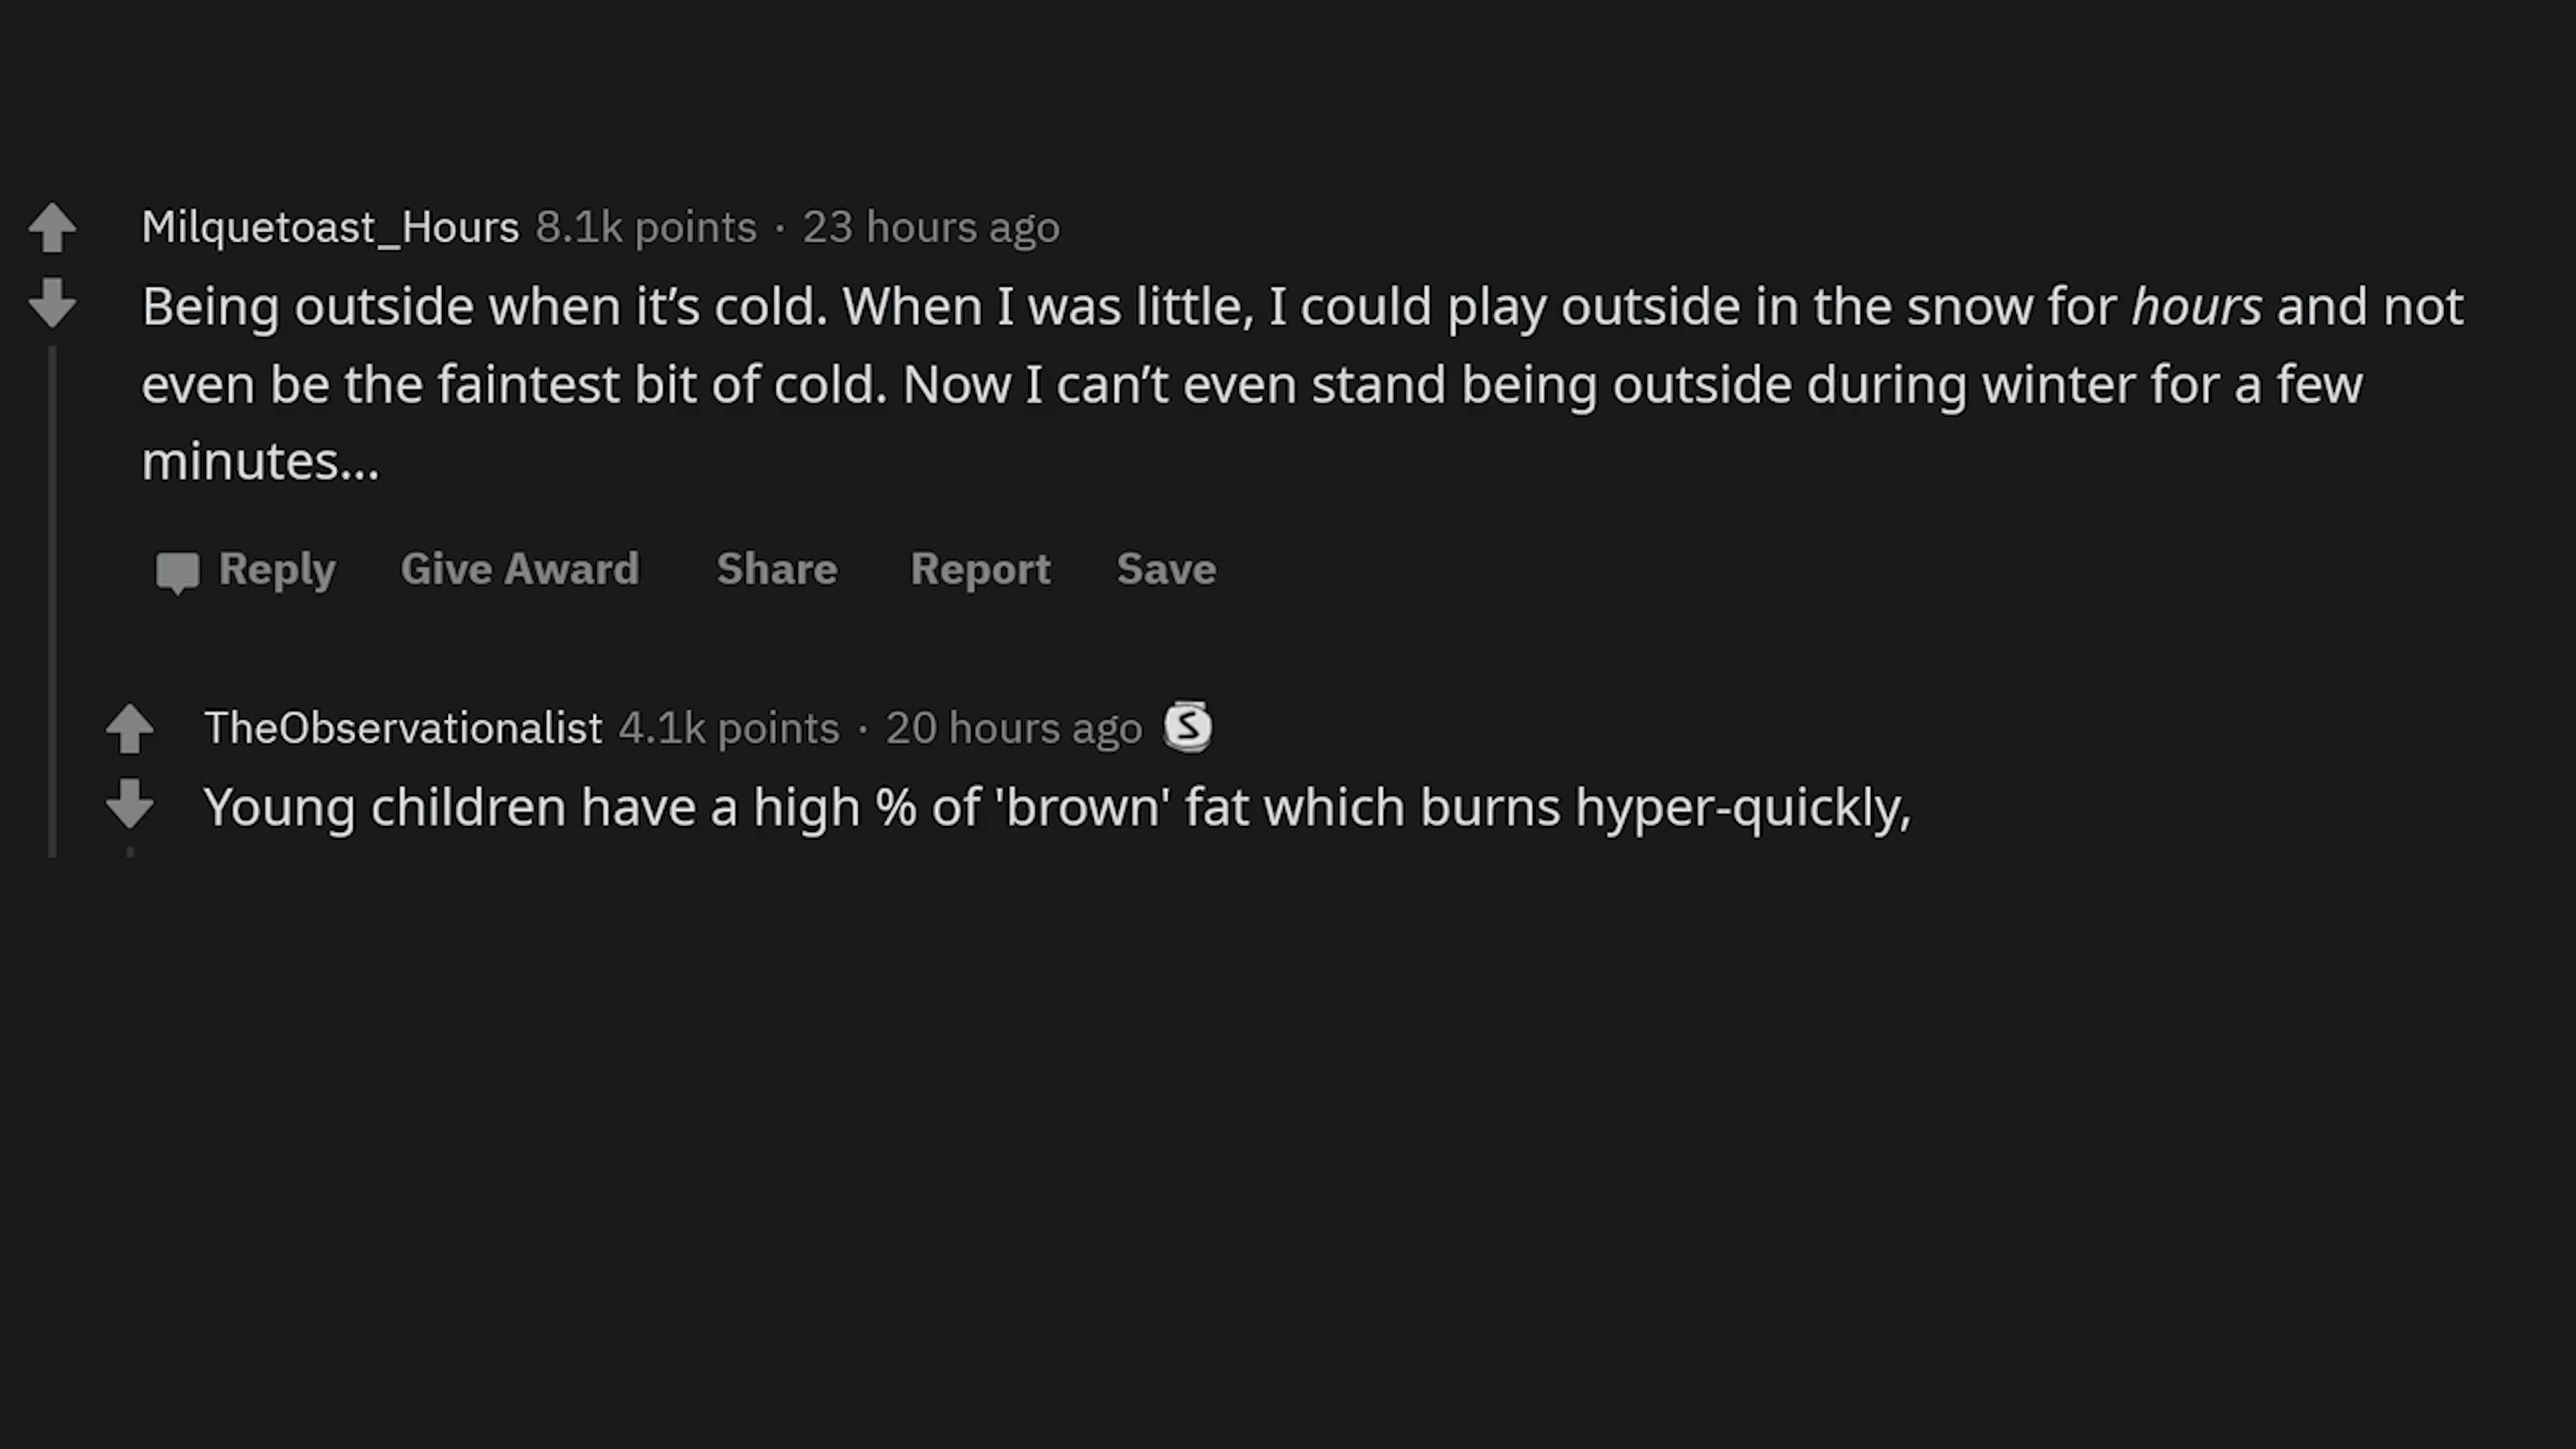 Milquetoast_Hours 8.1k points · 23 hours ago
Being outside when it’s cold. When I was little, I could play outside in the snow for hours and not
even be the faintest bit of cold. Now I can’t even stand being outside during winter for a few
minutes...
Reply Give Award Share Report Save
TheObservationalist 4.1k points · 20 hours ago S
Young children have a high % of 'brown' fat which burns hyper-quickly,